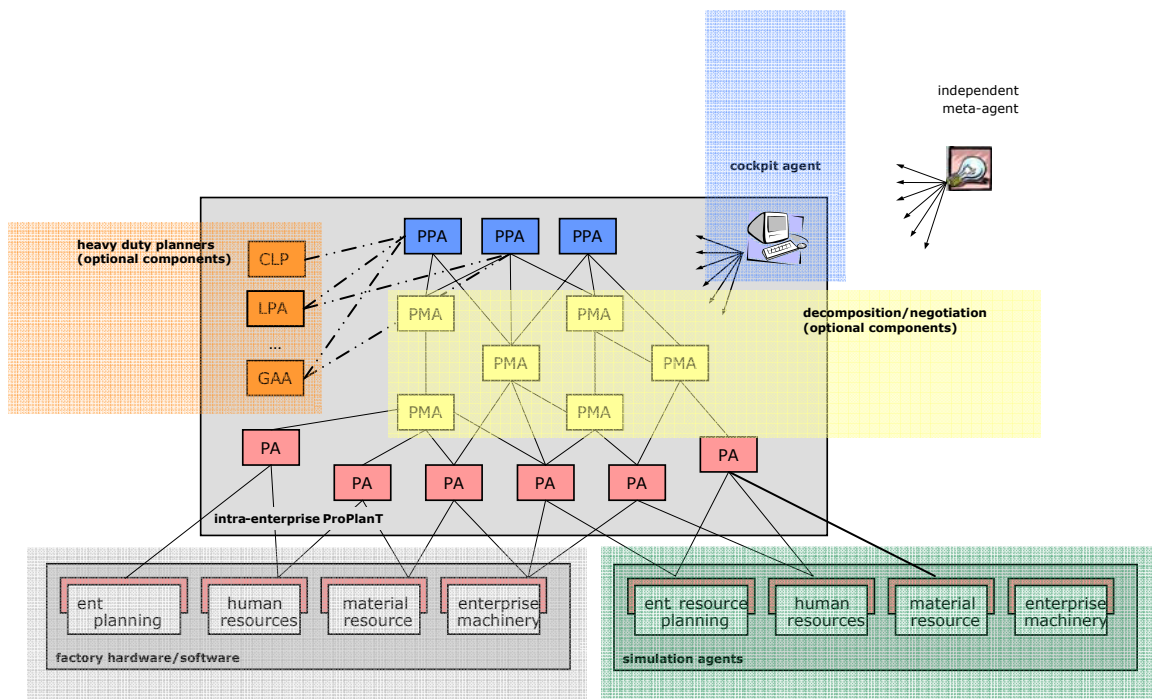 independent
meta-agent
cockpit agent
heavy duty planners
(optional components)
PPA
PPA
PPA
CLP
LPA
...
GAA
decomposition/negotiation
(optional components)
PMA
PMA
PMA
PMA
PMA
PMA
PA
PA
PA
PA
PA
PA
intra-enterprise ProPlanT
ent
planning
human
resources
material
resource
enterprise
machinery
factory hardware/software
ent. resource
planning
human
resources
material
resource
enterprise
machinery
simulation agents